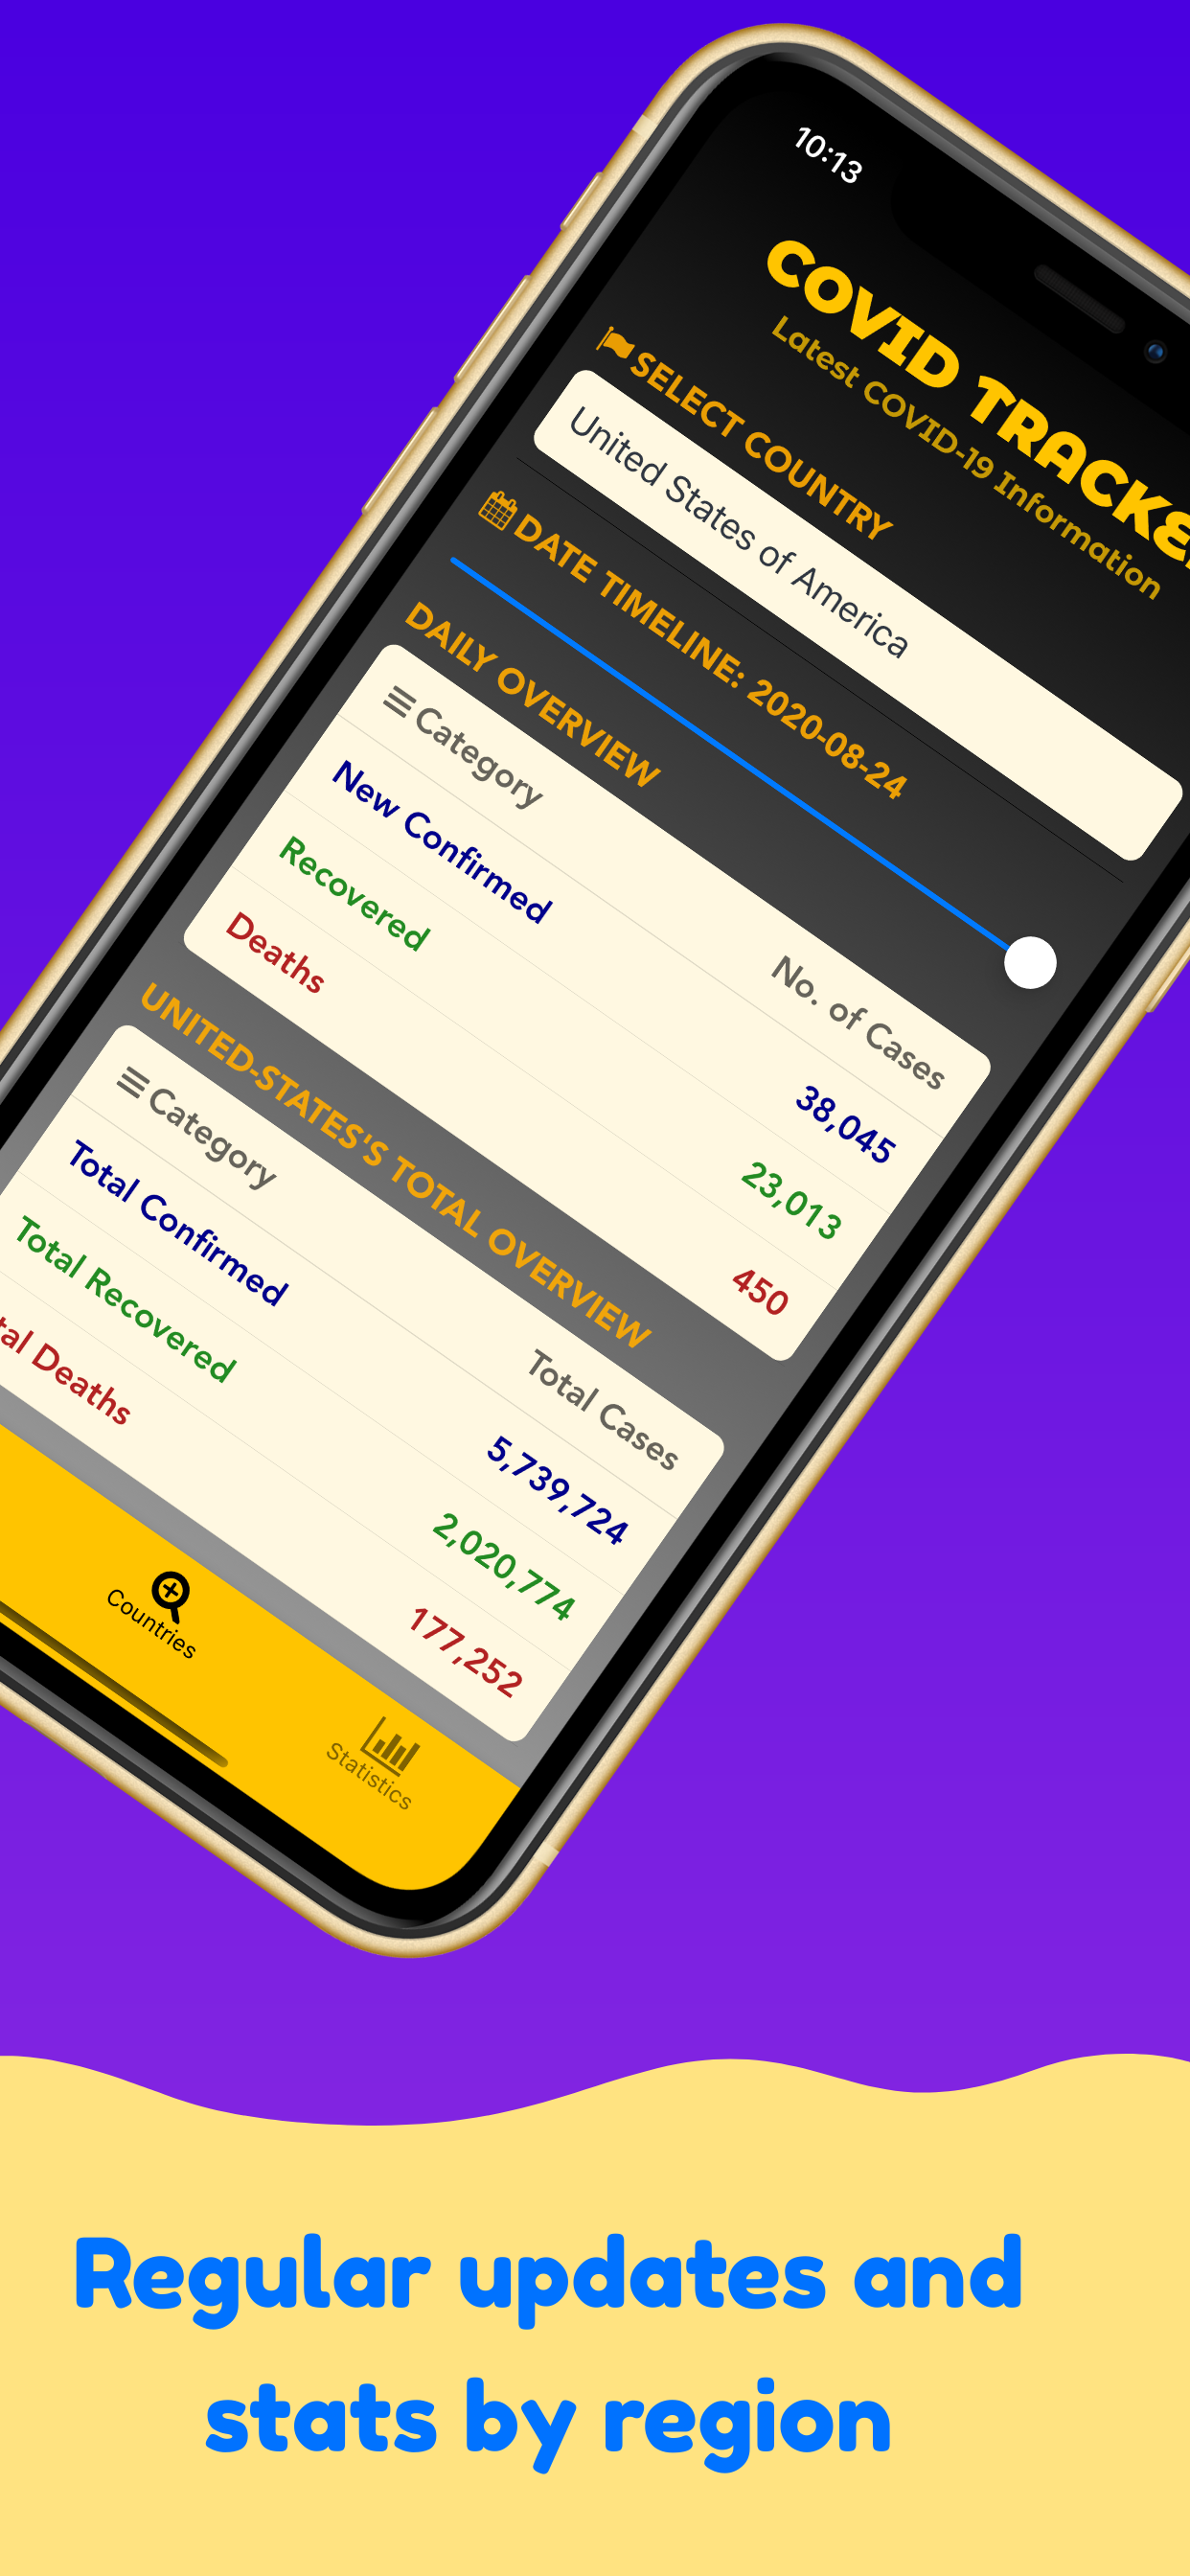 10:13
COVID TRACKE
Latest COVID-19 Information
SELECT COUNTRY
United States of America
DATE TIMELINE: 2020-08-24
DAILY OVERVIEW
Category No. of Cases
New Confirmed 38,045
Recovered 23,013
Deaths 450
UNITED-STATES'S TOTAL OVERVIEW
Category Total Cases
Total Confirmed 5,739,724
Total Recovered 2,020,774
tal Deaths 177,252
Countries
Statistics
Regular updates and
stats by region